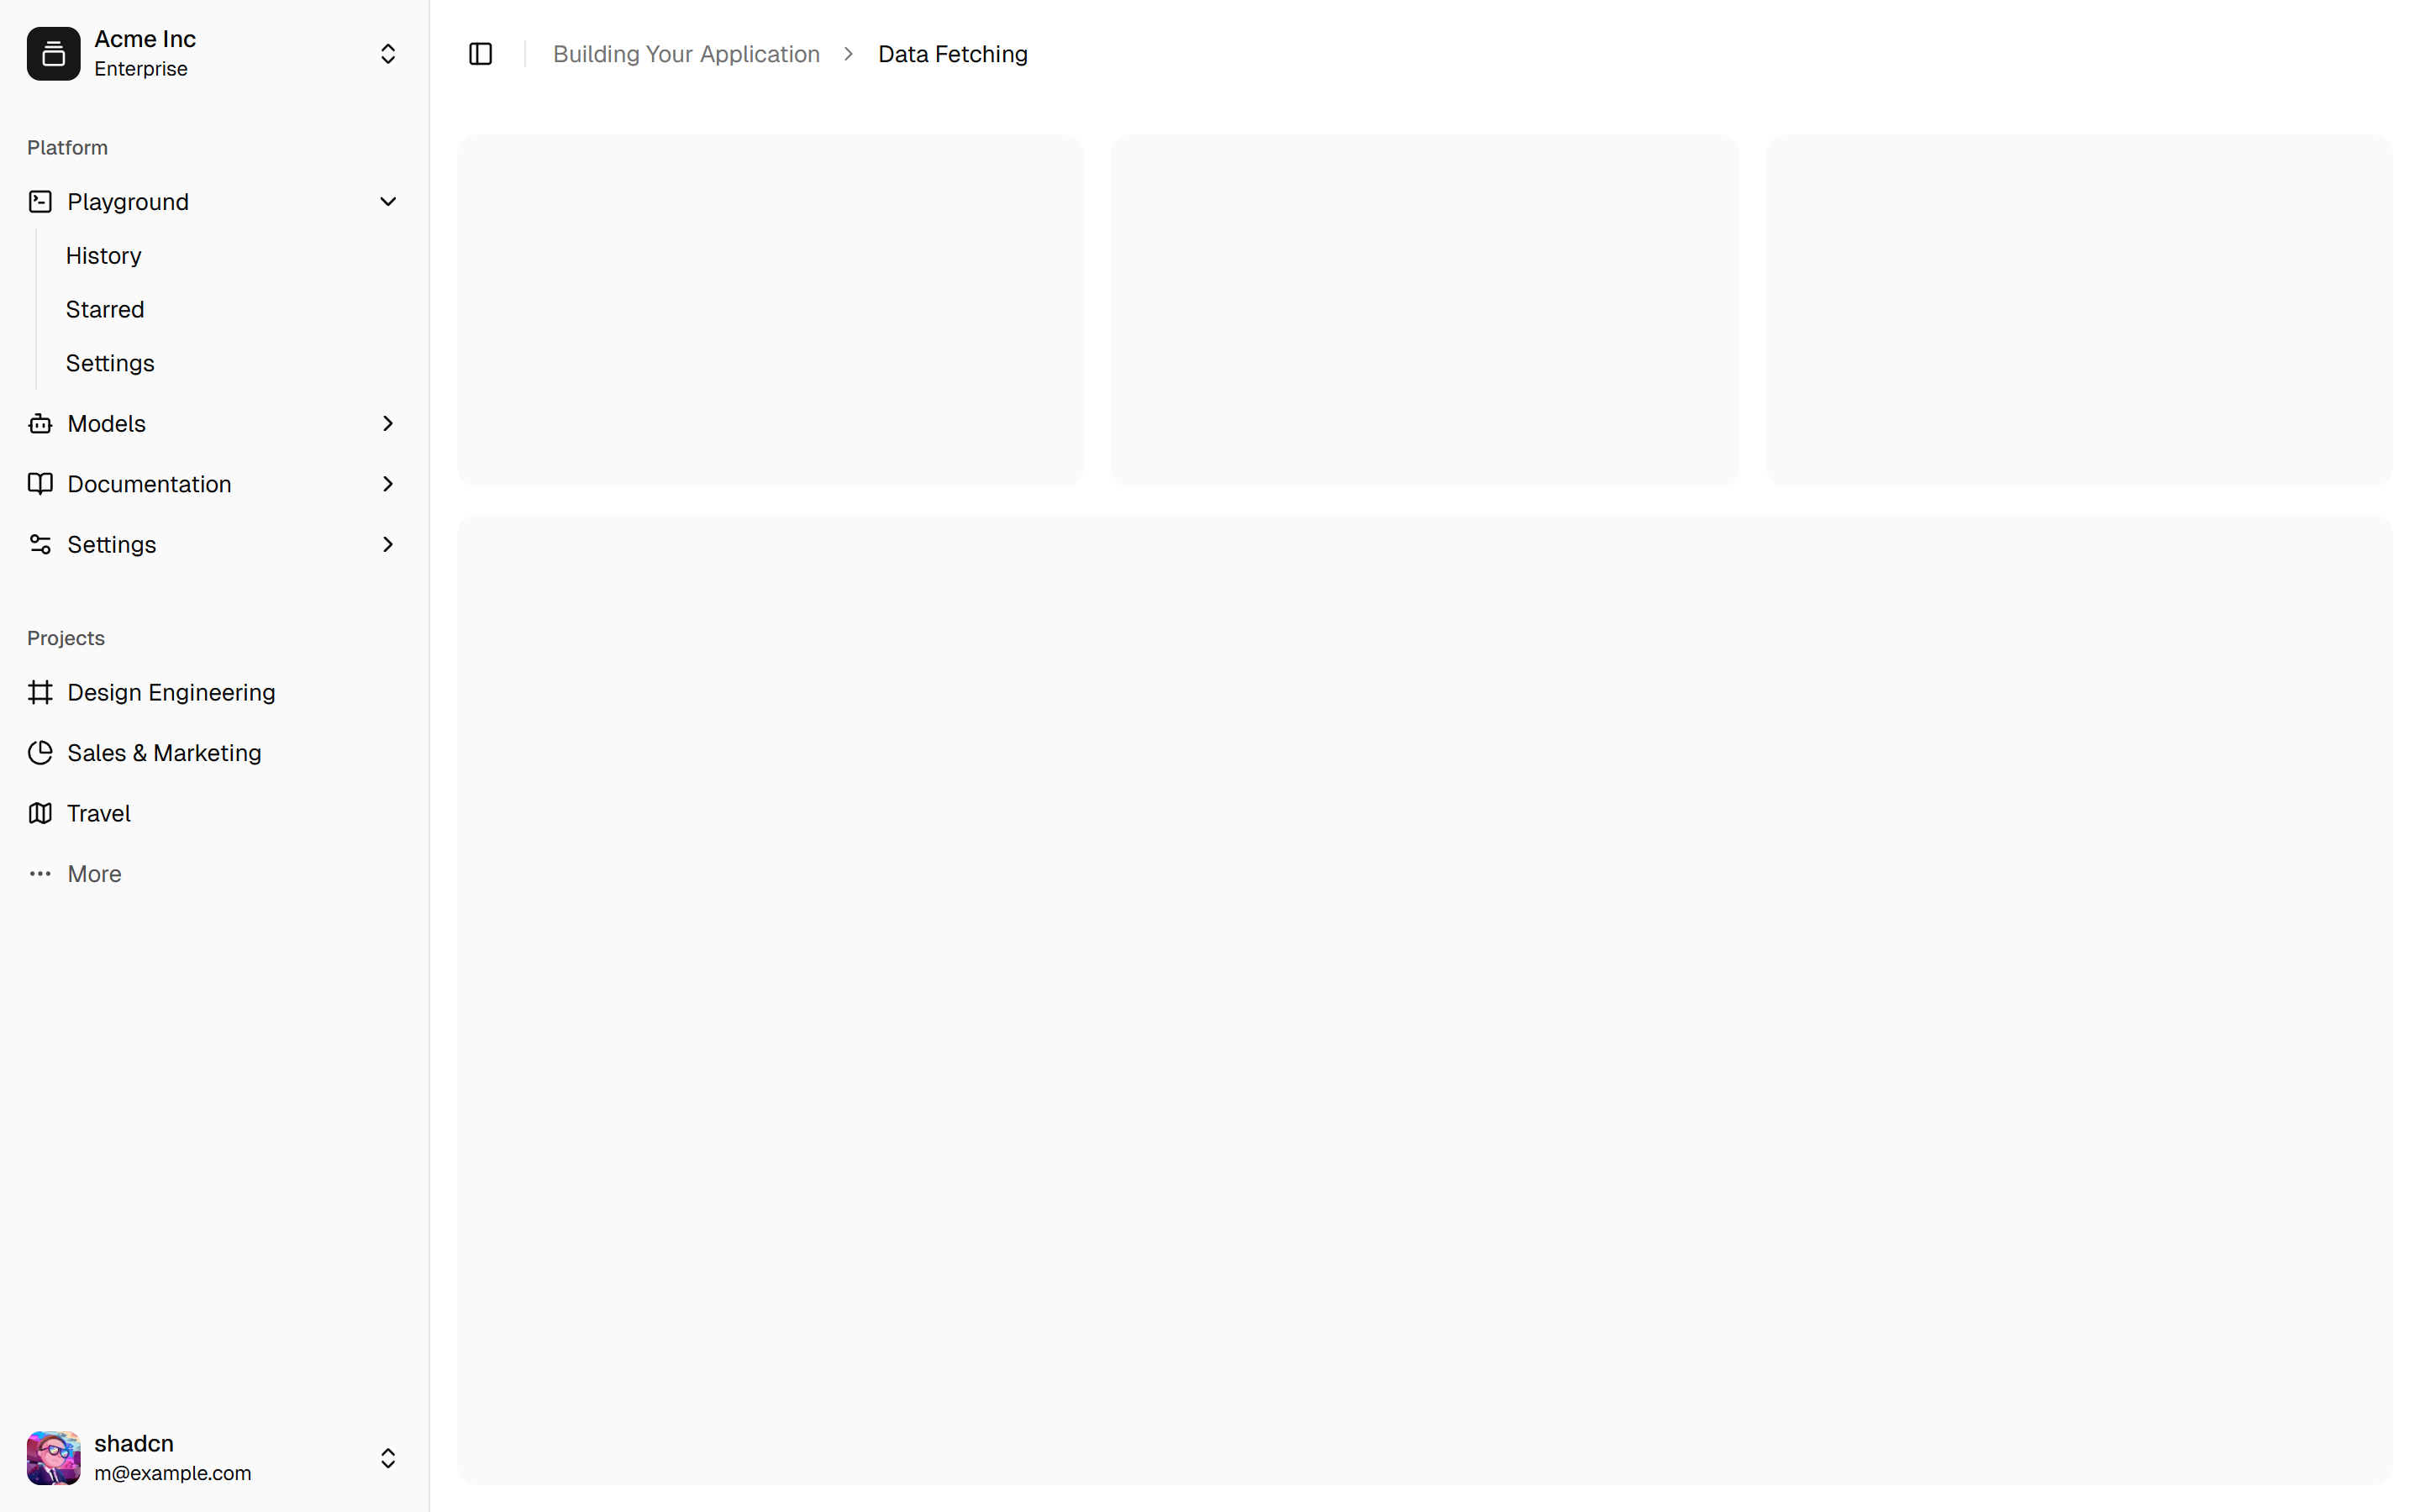 Acme Inc
Enterprise
Platform
Playground
History
Starred
Settings
Models
Documentation
Settings
Projects
Design Engineering
Sales & Marketing
Travel
More
shadcn
m@example.com
Building Your Application
Data Fetching